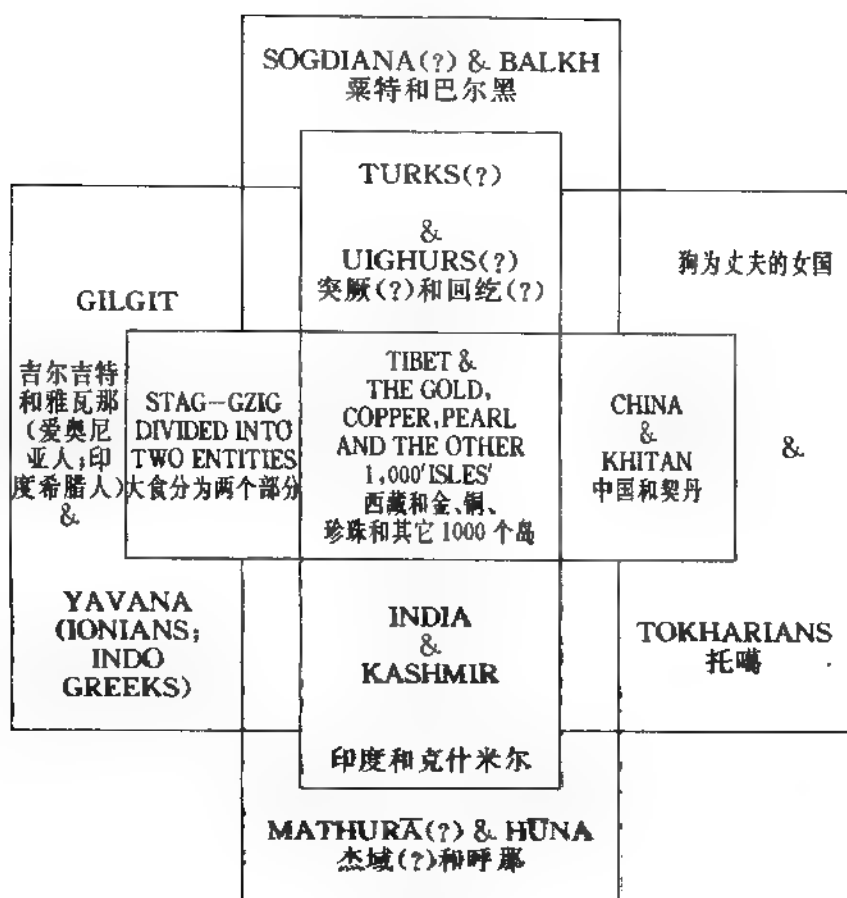 SOGDIANA(?) & BALKH
粟特和巴尔黑
TURKS(?)
&
UIGHURS(?)
突厥(?)和回纥(?)
狗为丈夫的女国
GILGIT
吉尔吉特
和雅瓦那
(爱奥尼
亚人;印
度希腊人)
&
YAVANA
(IONIANS;
INDO
GREEKS)
STAG-GZIG
DIVIDED INTO
TWO ENTITIES
大食分为两个部分
TIBET &
THE GOLD,
COPPER, PEARL
AND THE OTHER
1,000'ISLES'
西藏和金、铜、
珍珠和其它1000个岛
CHINA
&
KHITAN
中国和契丹
&
TOKHARIANS
托噶
INDIA
&
KASHMIR
印度和克什米尔
MATHURĀ(?) & HŪNA
杰域(?)和呼那